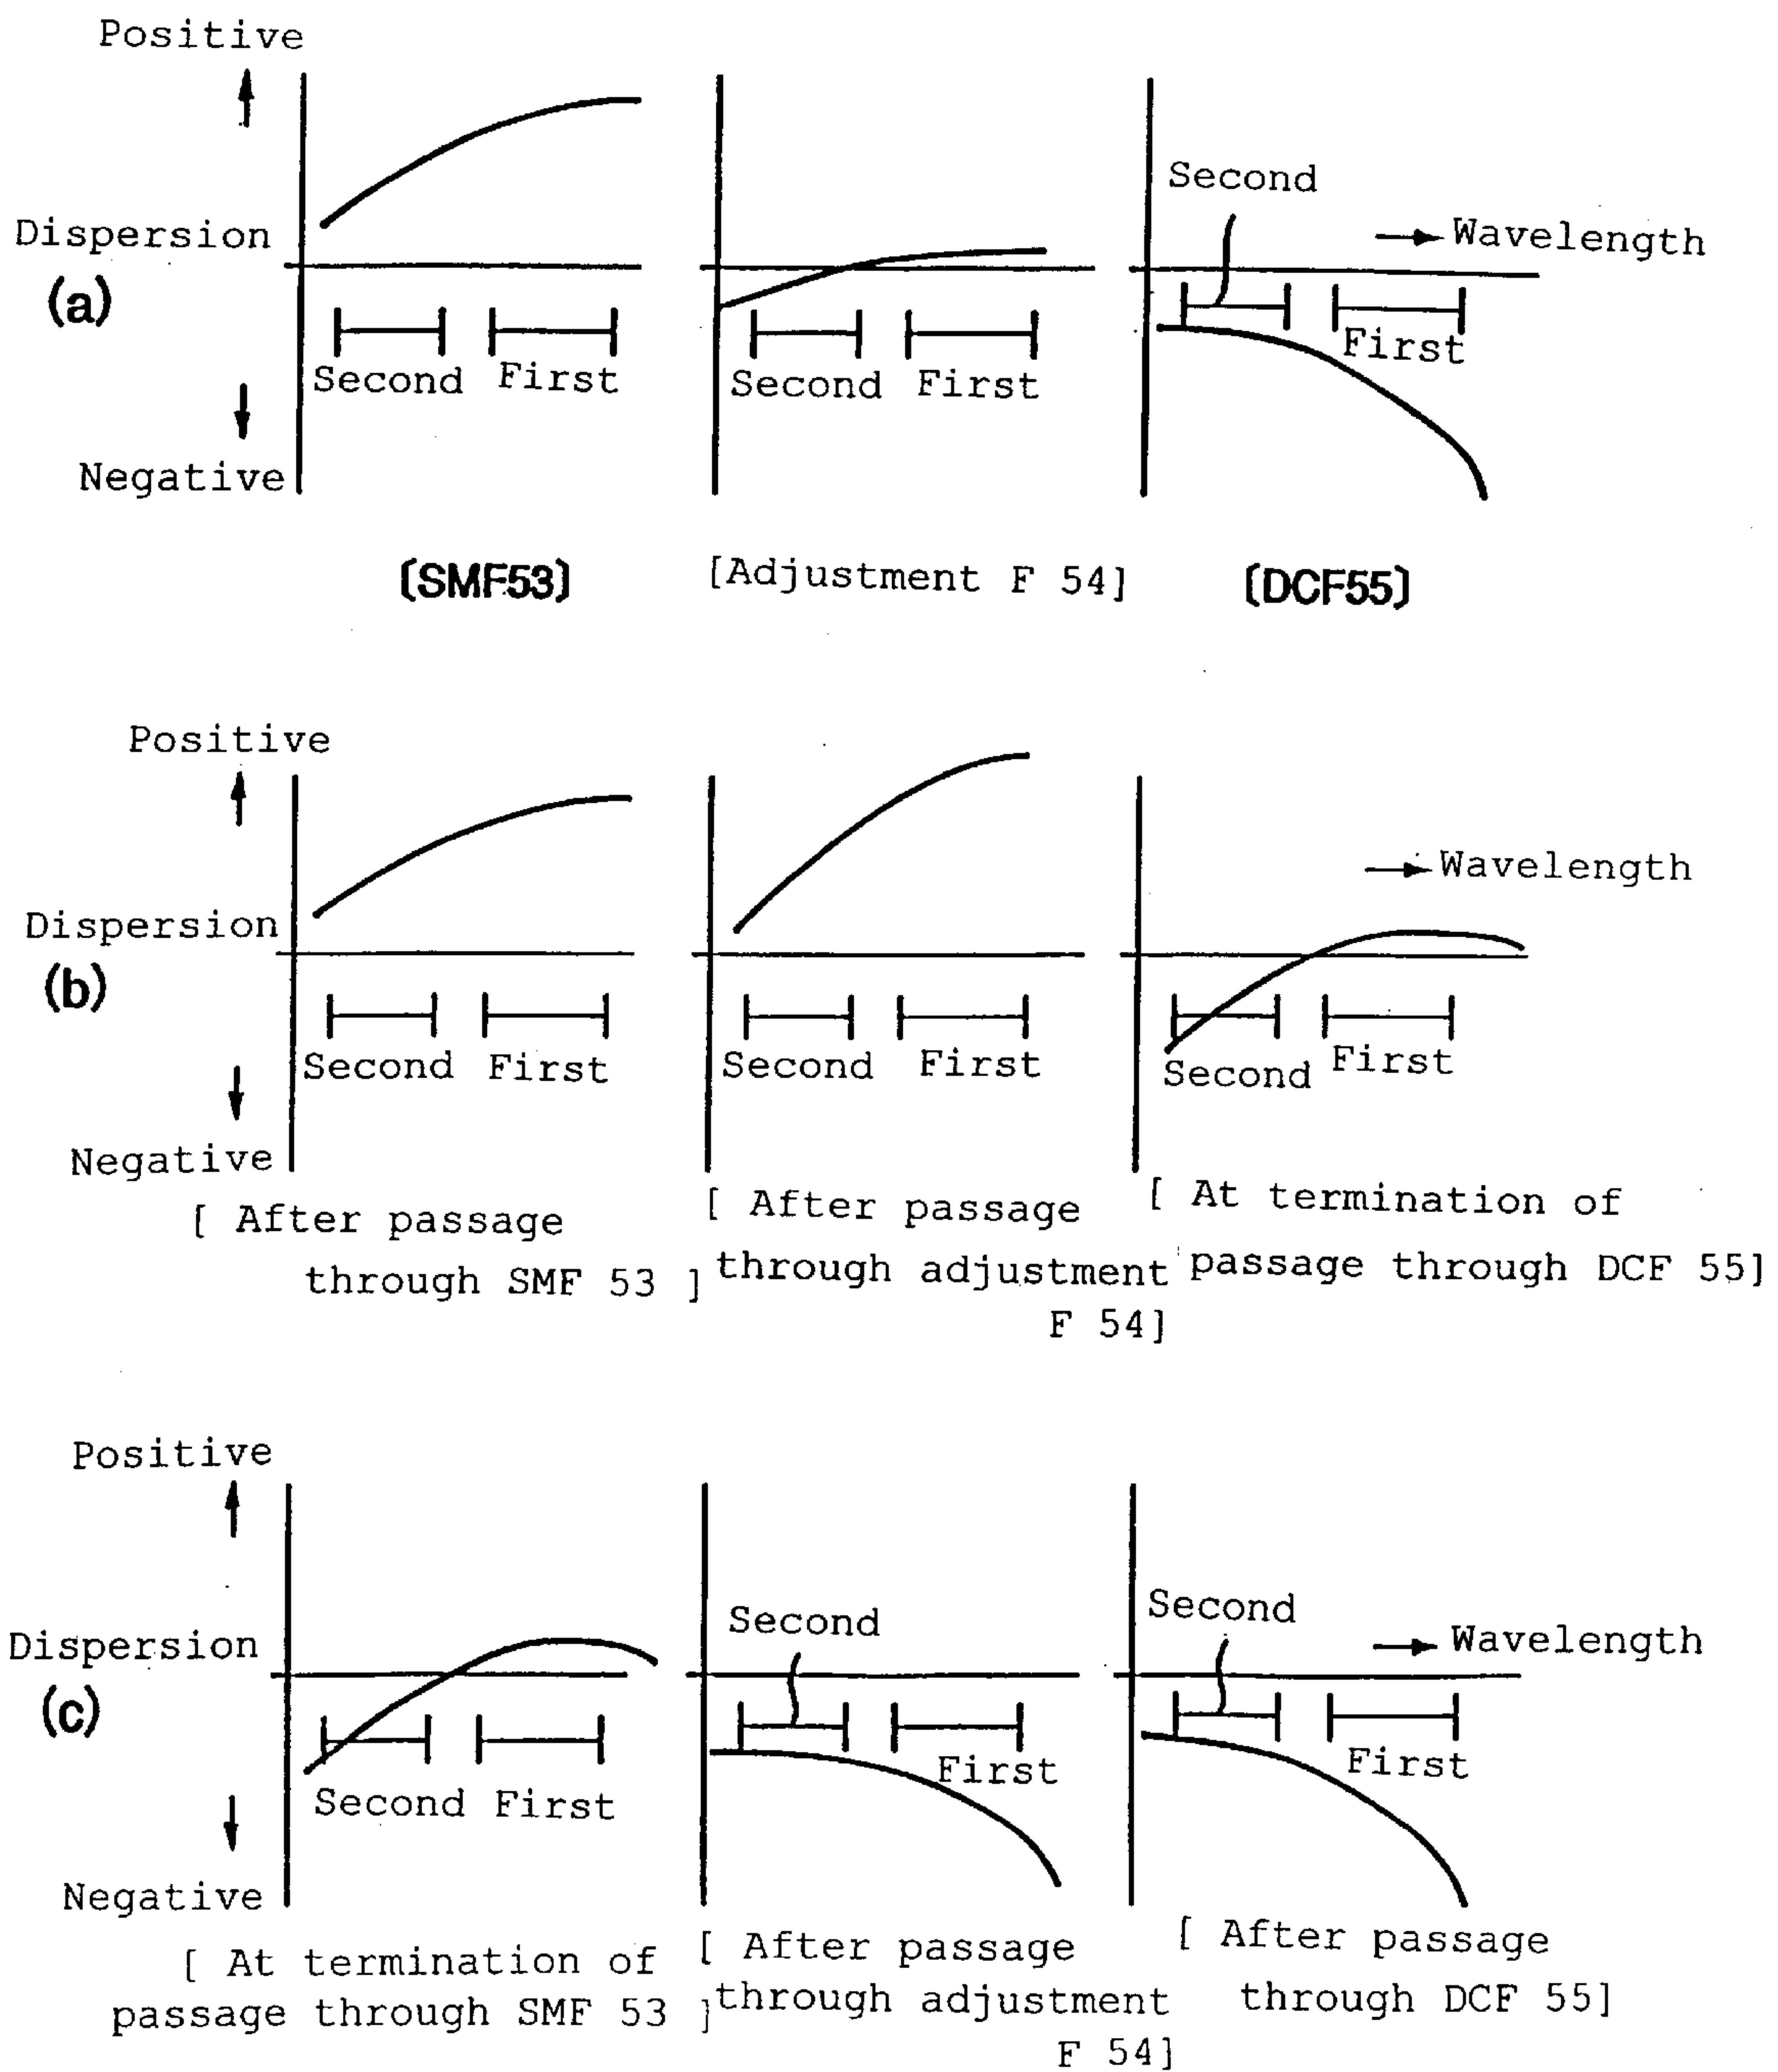 Positive
Dispersion
(a)
Negative
Second First
Second First
Second
Wavelength
First
[SMF53]
[Adjustment F 54]
[DCF55]
Positive
Dispersion
(b)
Negative
Second First
Second First
Wavelength
Second First
[ After passage
through SMF 53 ]
[ After passage
through adjustment
F 54]
[ At termination of
passage through DCF 55]
Positive
Dispersion
(c)
Negative
Second First
Second
First
Second
Wavelength
First
[ At termination of
passage through SMF 53 ]
[ After passage
through adjustment
F 54]
[ After passage
through DCF 55]